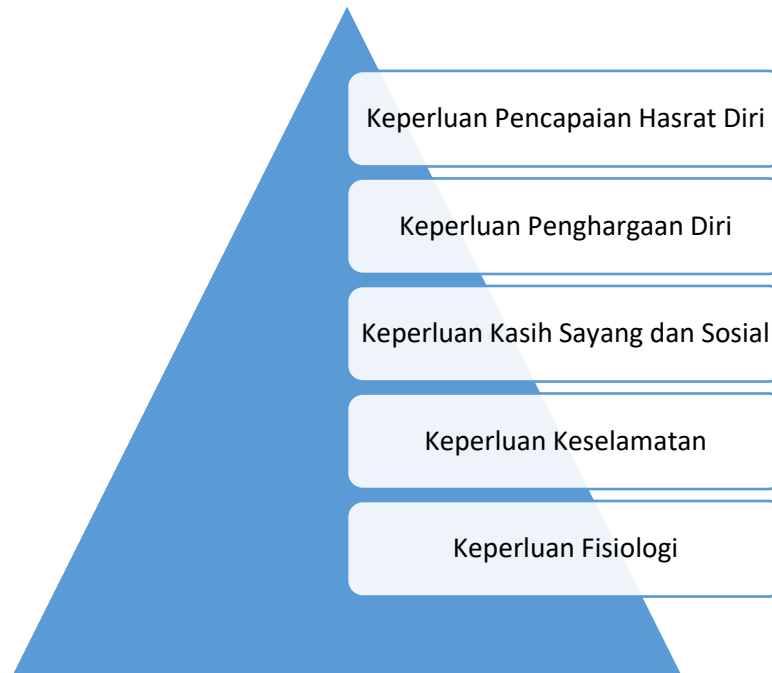 Keperluan Pencapaian Hasrat Diri
Keperluan Penghargaan Diri
Keperluan Kasih Sayang dan Sosial
Keperluan Keselamatan
Keperluan Fisiologi